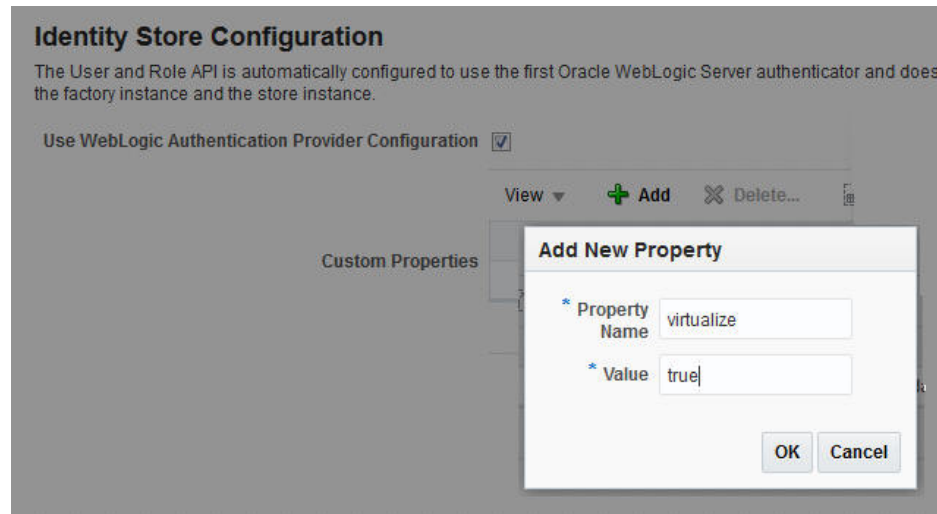 Identity Store Configuration
The User and Role API is automatically configured to use the first Oracle WebLogic Server authenticator and does
the factory instance and the store instance.
Use WebLogic Authentication Provider Configuration
View Add Delete...
Custom Properties
Add New Property
* Property
Name
virtualize
* Value true
OK Cancel